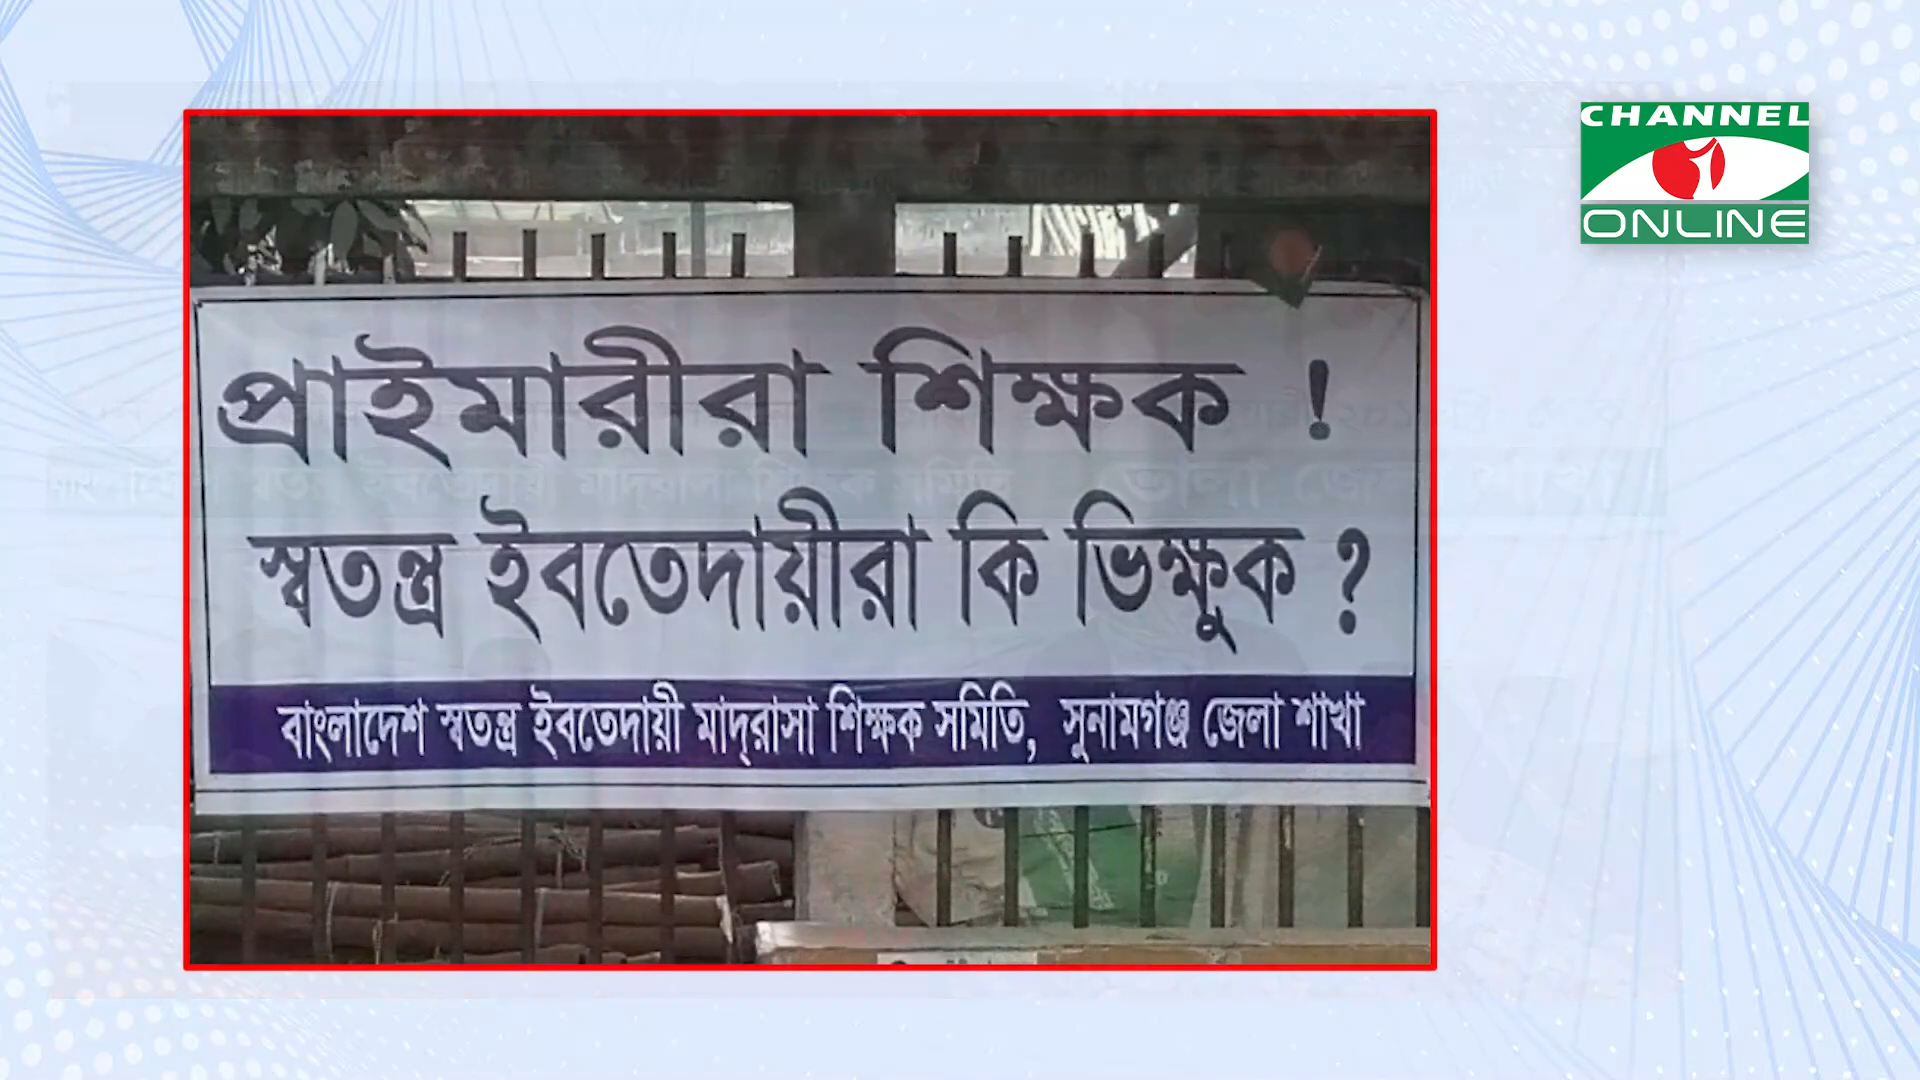 CHANNEL
ONLINE
প্রাইমারীরা শিক্ষক !
স্বতন্ত্র ইবতেদায়ীরা কি ভিক্ষুক ?
বাংলাদেশ স্বতন্ত্র ইবতেদায়ী মাদ্‌রাসা শিক্ষক সমিতি, সুনামগঞ্জ জেলা শাখা